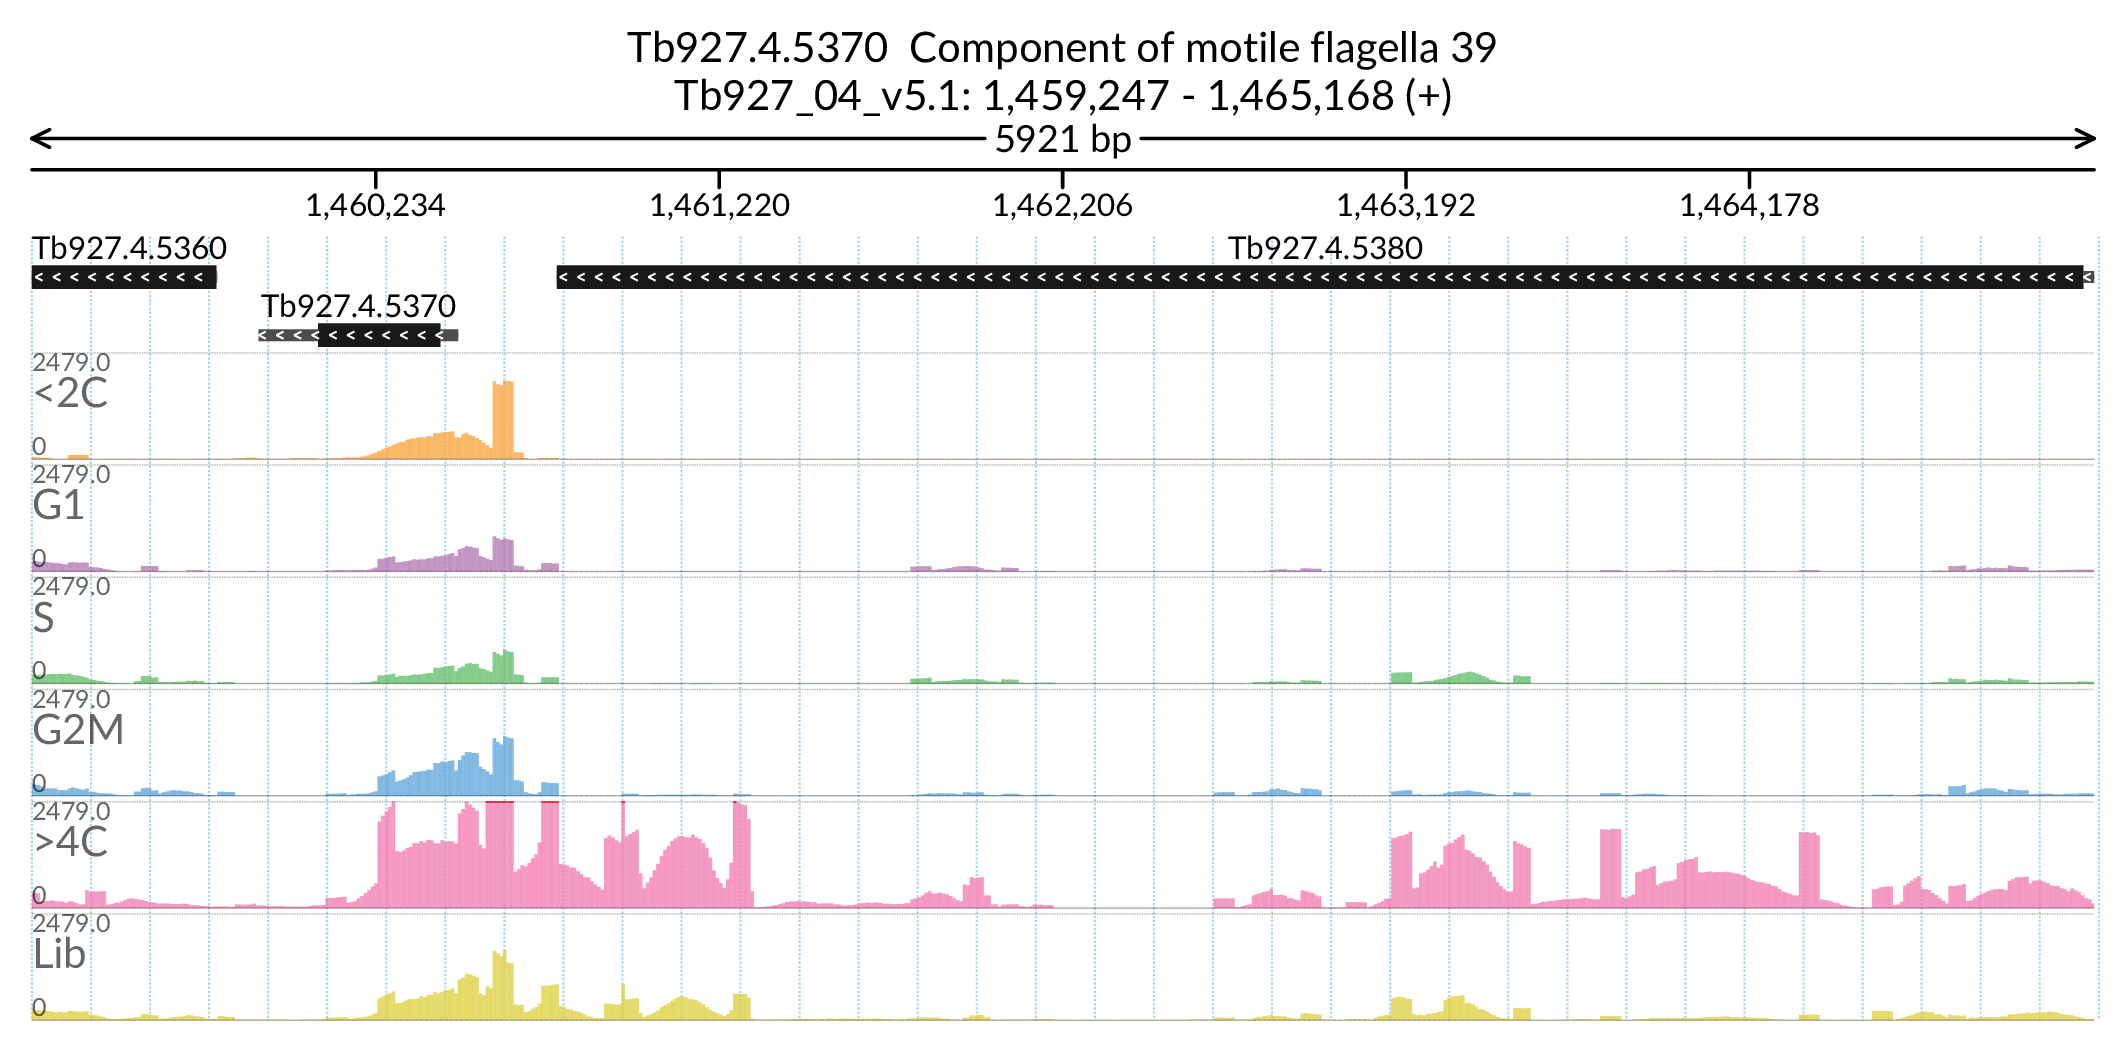 Tb927.4.5370  Component of motile flagella 39
Tb927_04_v5.1: 1,459,247 - 1,465,168 (+)
5921 bp
1,460,234 1,461,220 1,462,206 1,463,192 1,464,178
Tb927.4.5360 Tb927.4.5380
Tb927.4.5370
2479.0
<2C
0
2479.0
G1
0
2479.0
S
0
2479.0
G2M
0
2479.0
>4C
0
2479.0
Lib
0